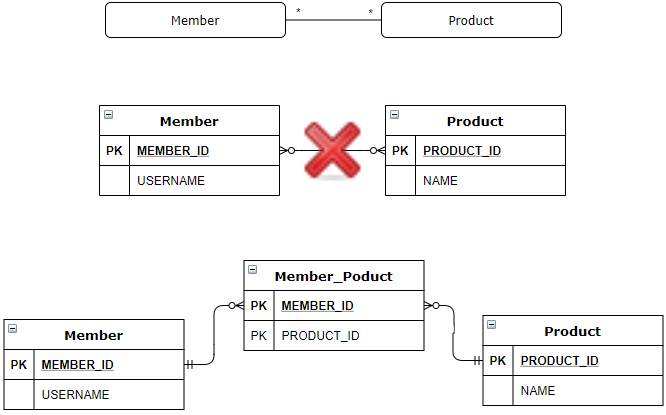 Member * * Product
Member
PK MEMBER_ID
USERNAME
Product
PK PRODUCT_ID
NAME
Member_Poduct
PK MEMBER_ID
PK PRODUCT_ID
Member
PK MEMBER_ID
USERNAME
Product
PK PRODUCT_ID
NAME